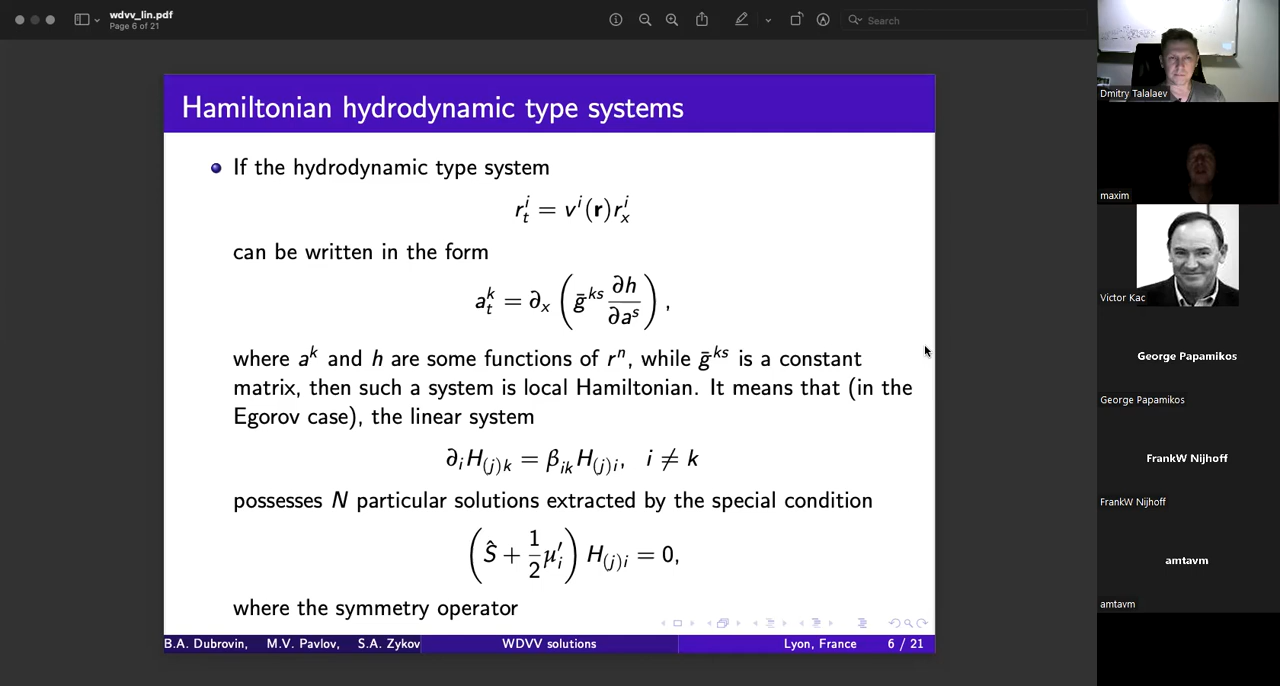 wdvv_lin.pdf
Page 6 of 21
Search
Hamiltonian hydrodynamic type systems
If the hydrodynamic type system
r^i_t = v^i(r)r^i_x
can be written in the form
a^k_t = ∂_x (ḡ^{ks} ∂h/∂a^s),
where a^k and h are some functions of r^n, while ḡ^{ks} is a constant
matrix, then such a system is local Hamiltonian. It means that (in the
Egorov case), the linear system
∂_i H_{(j)k} = β_{ik} H_{(j)i}, i ≠ k
possesses N particular solutions extracted by the special condition
(Ŝ + 1/2 μ′_i) H_{(j)i} = 0,
where the symmetry operator
B.A. Dubrovin, M.V. Pavlov, S.A. Zykov WDVV solutions Lyon, France 6 / 21
Dmitry Talalaev
maxim
Victor Kac
George Papamikos
George Papamikos
FrankW Nijhoff
FrankW Nijhoff
amtavm
amtavm